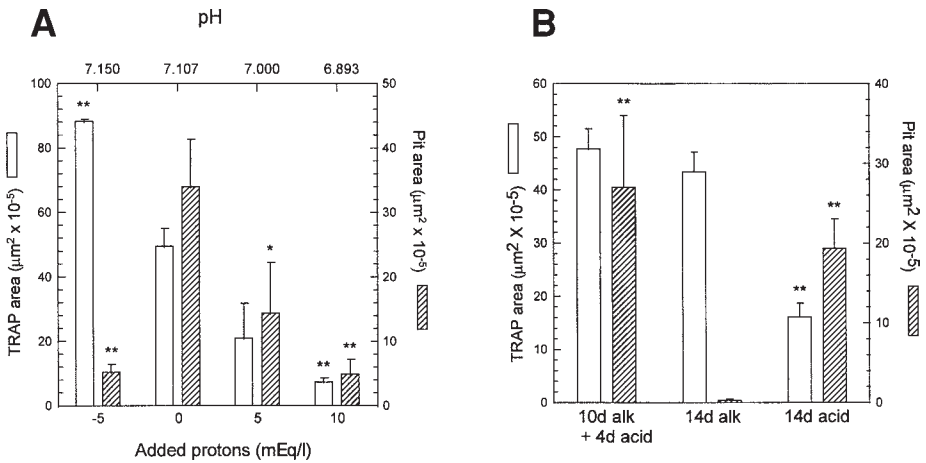 A
pH
7.150 7.107 7.000 6.893
100
80
60
40
20
0
TRAP area (μm² x 10⁻⁵)
50
40
30
20
10
0
Pit area (μm² x 10⁻⁵)
**
**
*
**
**
-5 0 5 10
Added protons (mEq/l)
B
60
50
40
30
20
10
0
TRAP area (μm² X 10⁻⁵)
40
30
20
10
0
Pit area (μm² X 10⁻⁵)
**
**
**
10d alk 14d alk 14d acid
+ 4d acid